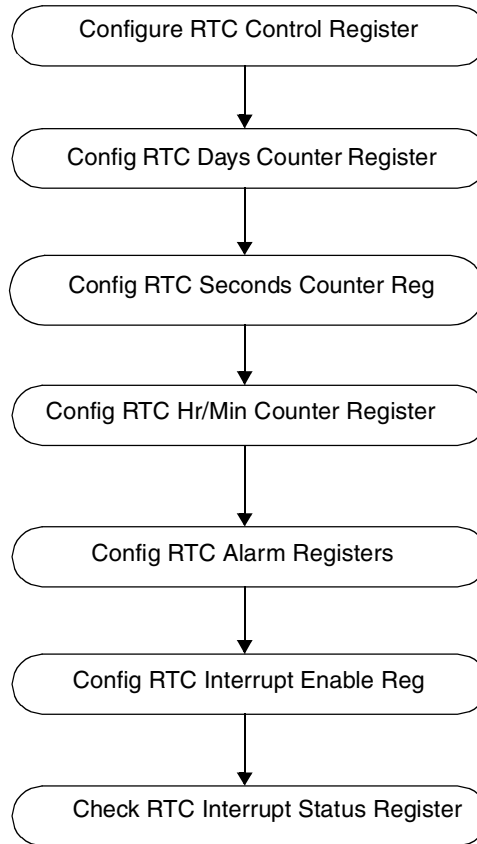 Configure RTC Control Register
Config RTC Days Counter Register
Config RTC Seconds Counter Reg
Config RTC Hr/Min Counter Register
Config RTC Alarm Registers
Config RTC Interrupt Enable Reg
Check RTC Interrupt Status Register